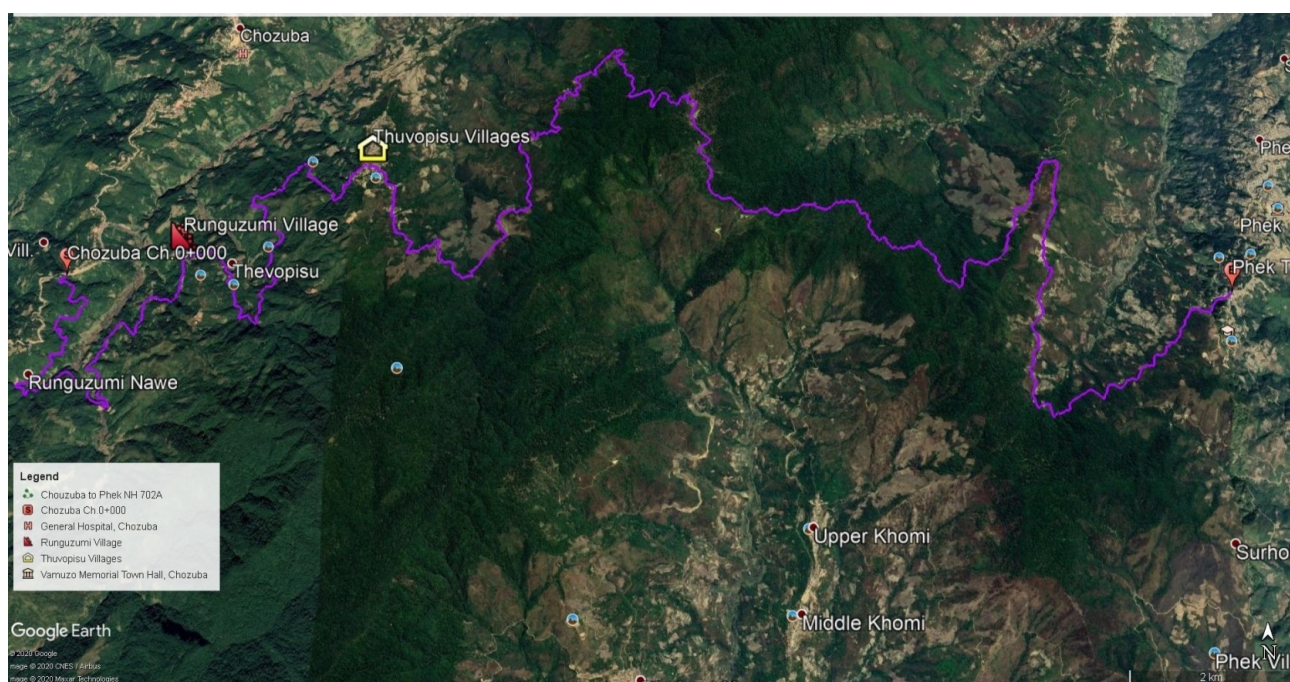 Chozuba
H
Thuvopisu Villages
Phe
Runguzumi Village
Phek
Vill.
Chozuba Ch.0+000
Thevopisu
Phek T
Runguzumi Nawe
Legend
Chouzuba to Phek NH 702A
S Chozuba Ch.0+000
H General Hospital, Chozuba
Runguzumi Village
Thuvopisu Villages
Vamuzo Memorial Town Hall, Chozuba
Upper Khomi
Surho
Middle Khomi
Google Earth
© 2020 Google
mage © 2020 CNES / Airbus
mage © 2020 Maxar Technologies
N
Phek Vil
2 km